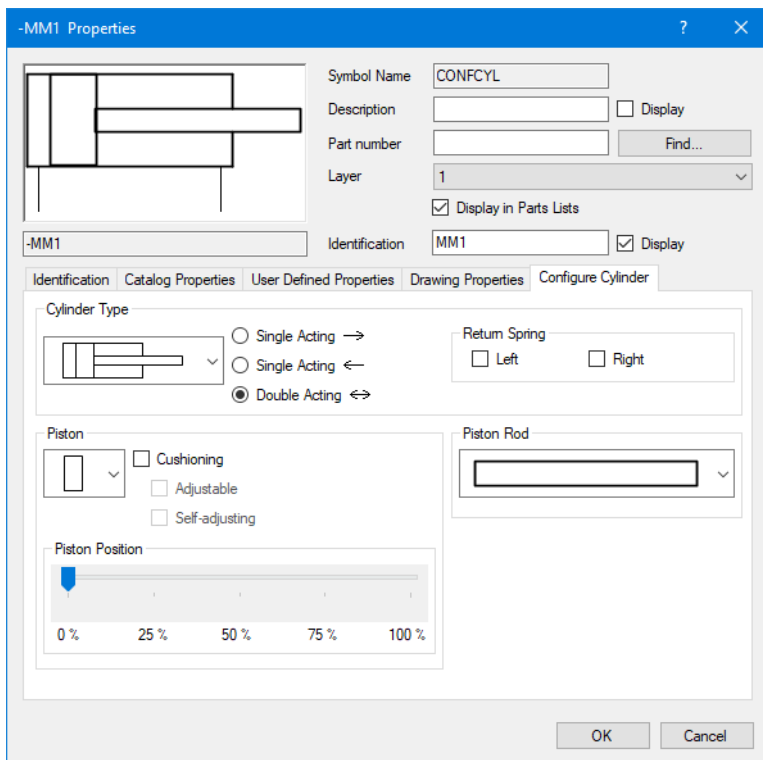 -MM1 Properties ? ×
Symbol Name CONFCYL
Description Display
Part number Find...
Layer 1
Display in Parts Lists
-MM1 Identification MM1 Display
Identification Catalog Properties User Defined Properties Drawing Properties Configure Cylinder
Cylinder Type
Single Acting →
Single Acting ←
Double Acting ↔
Return Spring
Left Right
Piston
Cushioning
Adjustable
Self-adjusting
Piston Rod
Piston Position
0 % 25 % 50 % 75 % 100 %
OK Cancel